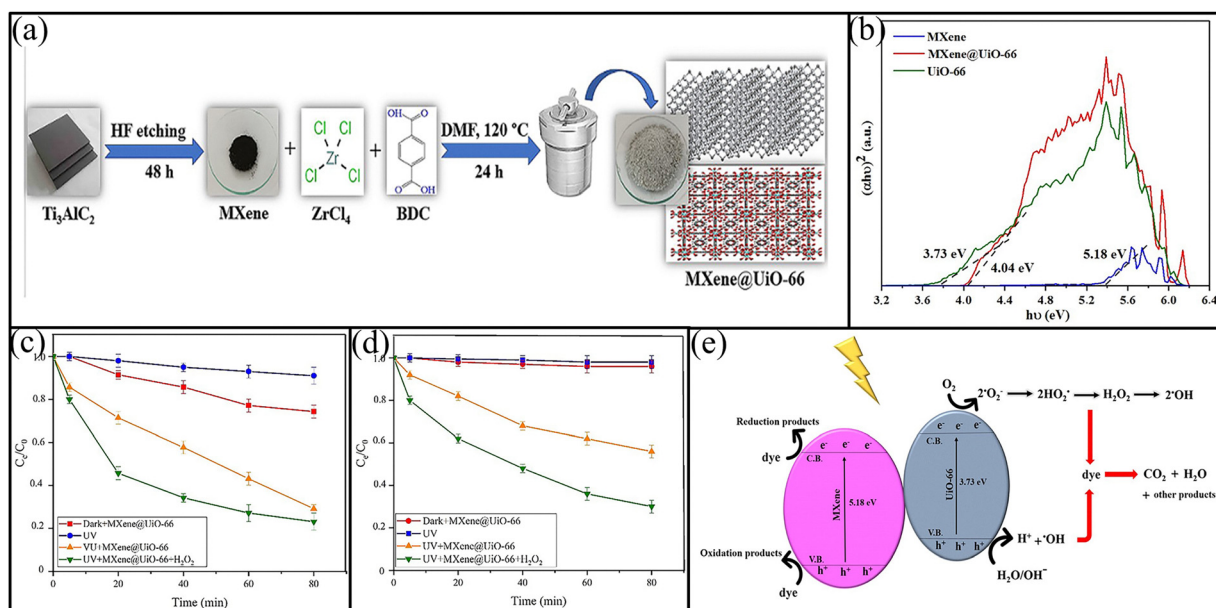 (a)
HF etching
48 h
Ti₃AlC₂
MXene
+
Cl
Cl
Zr
Cl
Cl
ZrCl₄
+
OH
O
O
OH
BDC
DMF, 120 °C
24 h
MXene@UiO-66
(b)
MXene
MXene@UiO-66
UiO-66
(αhυ)² (a.u.)
3.73 eV
4.04 eV
5.18 eV
3.2 3.6 4.0 4.4 4.8 5.2 5.6 6.0 6.4
hυ (eV)
(c)
1.0
0.8
0.6
0.4
0.2
0
Cₑ/C₀
Dark+MXene@UiO-66
UV
VU+MXene@UiO-66
UV+MXene@UiO-66+H₂O₂
0 20 40 60 80
Time (min)
(d)
1.0
0.8
0.6
0.4
0.2
0
Cₑ/C₀
Dark+MXene@UiO-66
UV
UV+MXene@UiO-66
UV+MXene@UiO-66+H₂O₂
0 20 40 60 80
Time (min)
(e)
Reduction products
dye
e⁻ e⁻ e⁻
C.B.
MXene
5.18 eV
V.B.
h⁺ h⁺ h⁺
Oxidation products
dye
O₂
2•O₂⁻ 2HO₂• H₂O₂ 2•OH
e⁻ e⁻ e⁻
C.B.
UiO-66
3.73 eV
V.B.
h⁺ h⁺ h⁺
dye
CO₂ + H₂O
+ other products
H⁺ + •OH
H₂O/OH⁻